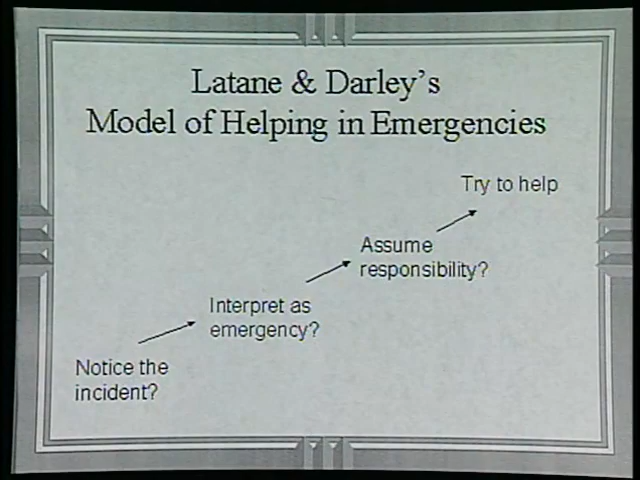 Latane & Darley's
Model of Helping in Emergencies
Try to help
Assume
responsibility?
Interpret as
emergency?
Notice the
incident?